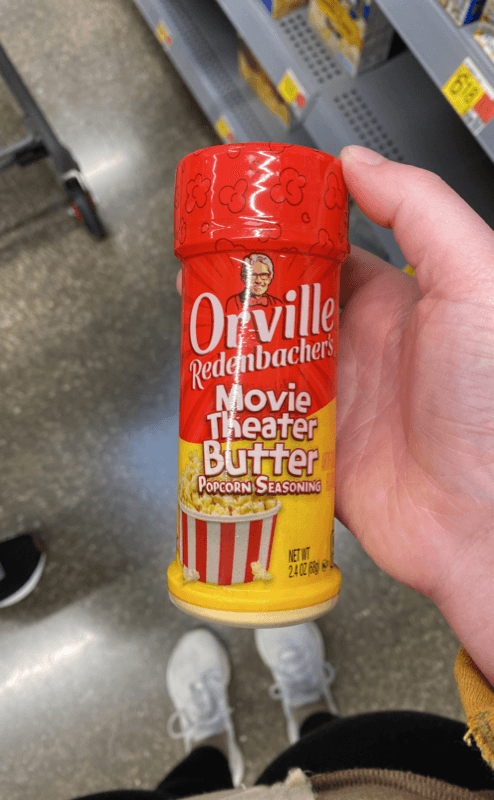 Orville
Redenbacher's
Movie
Theater
Butter
POPCORN SEASONING
NET WT
2.4 OZ (68g)